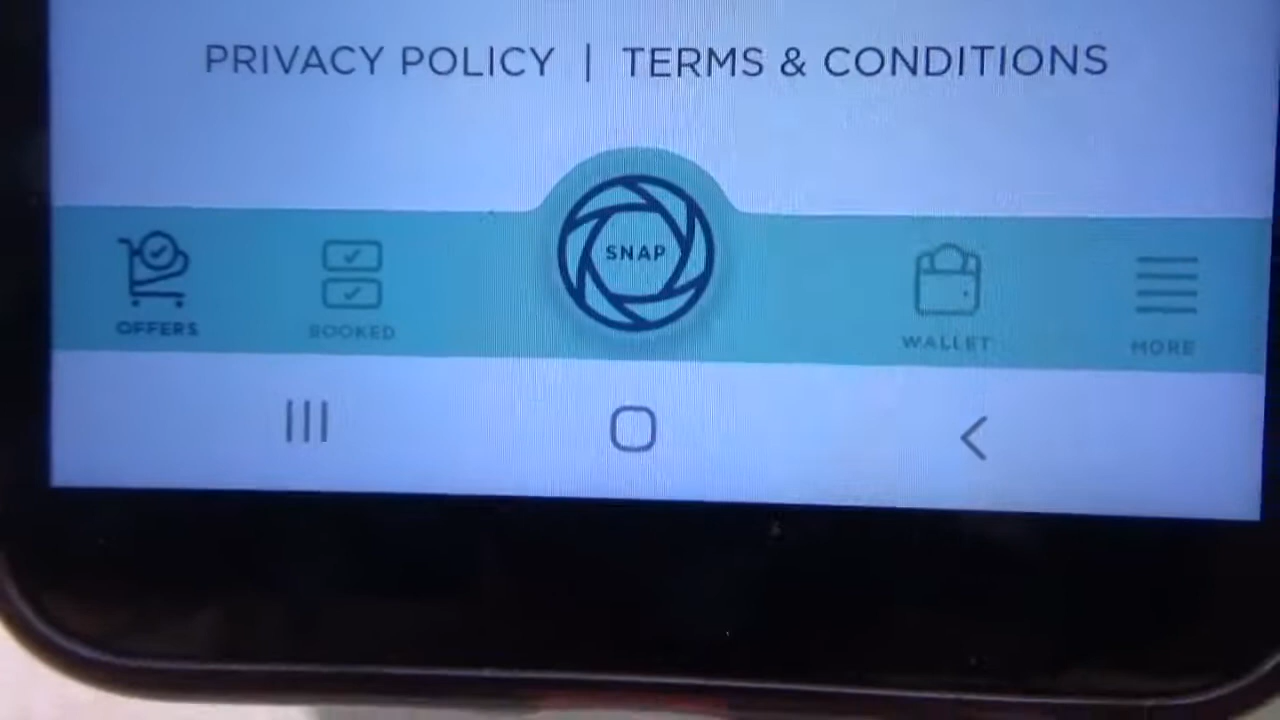 PRIVACY POLICY | TERMS & CONDITIONS
SNAP
OFFERS BOOKED WALLET MORE